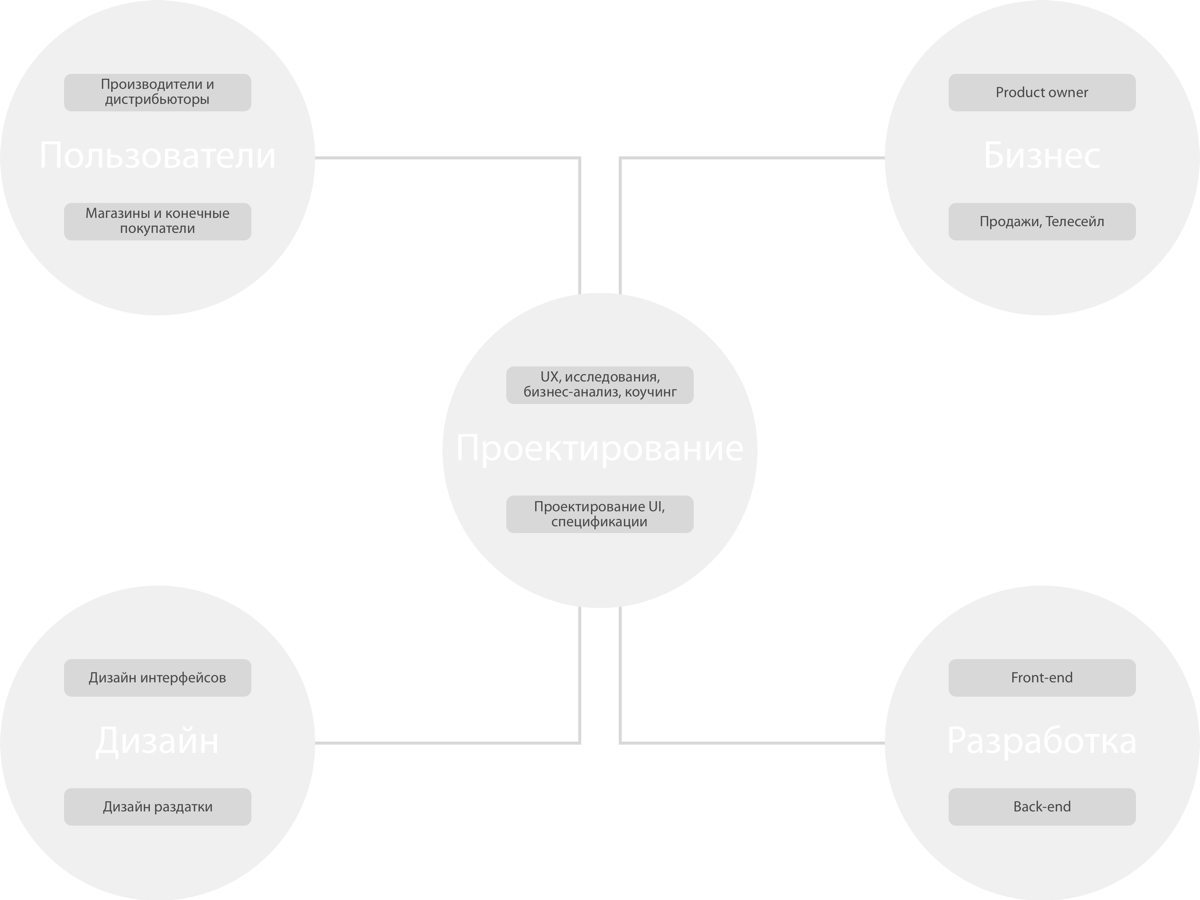 Производители и
дистрибьюторы
Пользователи
Магазины и конечные
покупатели
Product owner
Бизнес
Продажи, Телесейл
UX, исследования,
бизнес-анализ, коучинг
Проектирование
Проектирование UI,
спецификации
Дизайн интерфейсов
Дизайн
Дизайн раздатки
Front-end
Разработка
Back-end